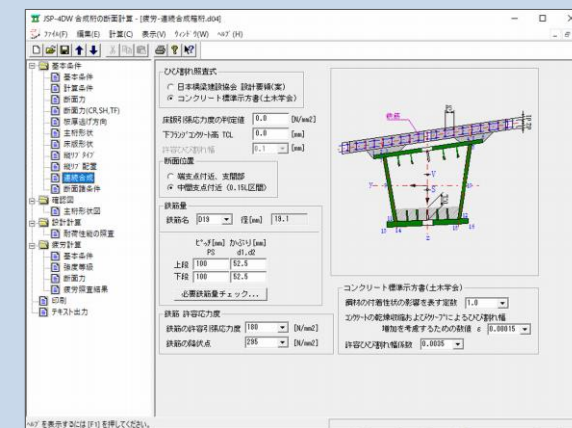 JSP-4DW 合成桁の断面計算 - [疲労-連続合成箱桁.d04]
ファイル(F) 編集(E) 計算(C) 表示(V) ウィンドウ(W) ヘルプ(H)
基本条件
基本条件
計算条件
断面力
断面力(CR,SH,TF)
板厚逃げ方向
主桁形状
床版形状
縦リブ タイプ
縦リブ 配置
連続合成
断面諸条件
確認図
主桁形状図
設計計算
耐荷性能の照査
疲労計算
基本条件
強度等級
断面力
疲労照査結果
印刷
テキスト出力
ひび割れ照査式
日本橋梁建設協会 設計要領(案)
コンクリート標準示方書(土木学会)
床版引張応力度の判定値 0.0 [N/mm2]
下フランジコンクリート高 TCL 0.0 [mm]
許容ひび割れ幅 0.1 [mm]
断面位置
端支点付近、支間部
中間支点付近 (0.15L区間)
鉄筋量
鉄筋名 D19 径[mm] 19.1
ピッチ[mm] かぶり[mm]
PS d1,d2
上段 100 52.5
下段 100 52.5
必要鉄筋量チェック...
鉄筋 許容応力度
鉄筋の許容引張応力度 180 [N/mm2]
鉄筋の降伏点 295 [N/mm2]
鉄筋
PS
コンクリート標準示方書(土木学会)
鋼材の付着性状の影響を表す定数 1.0
コンクリートの乾燥収縮およびクリープによるひび割れ幅
増加を考慮するための数値 ε 0.00015
許容ひび割れ幅係数 0.0035
ヘルプ を表示するには [F1] を押してください。